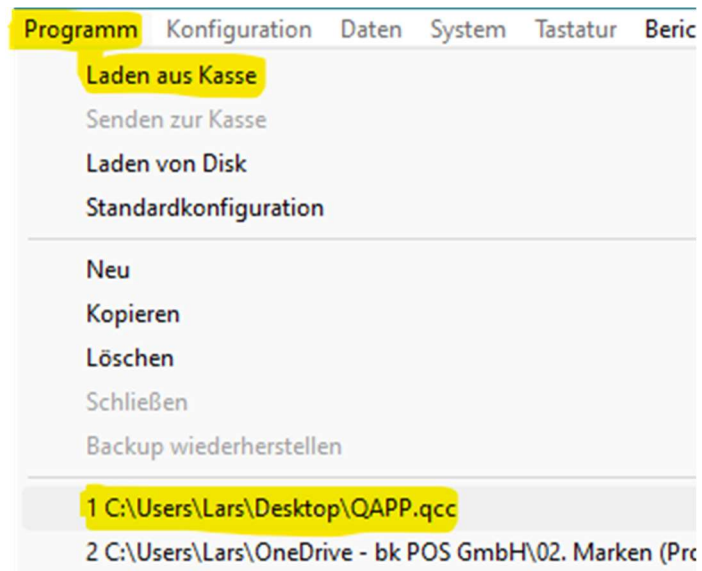 Programm Konfiguration Daten System Tastatur Beric
Laden aus Kasse
Senden zur Kasse
Laden von Disk
Standardkonfiguration
Neu
Kopieren
Löschen
Schließen
Backup wiederherstellen
1 C:\Users\Lars\Desktop\QAPP.qcc
2 C:\Users\Lars\OneDrive - bk POS GmbH\02. Marken (Pro